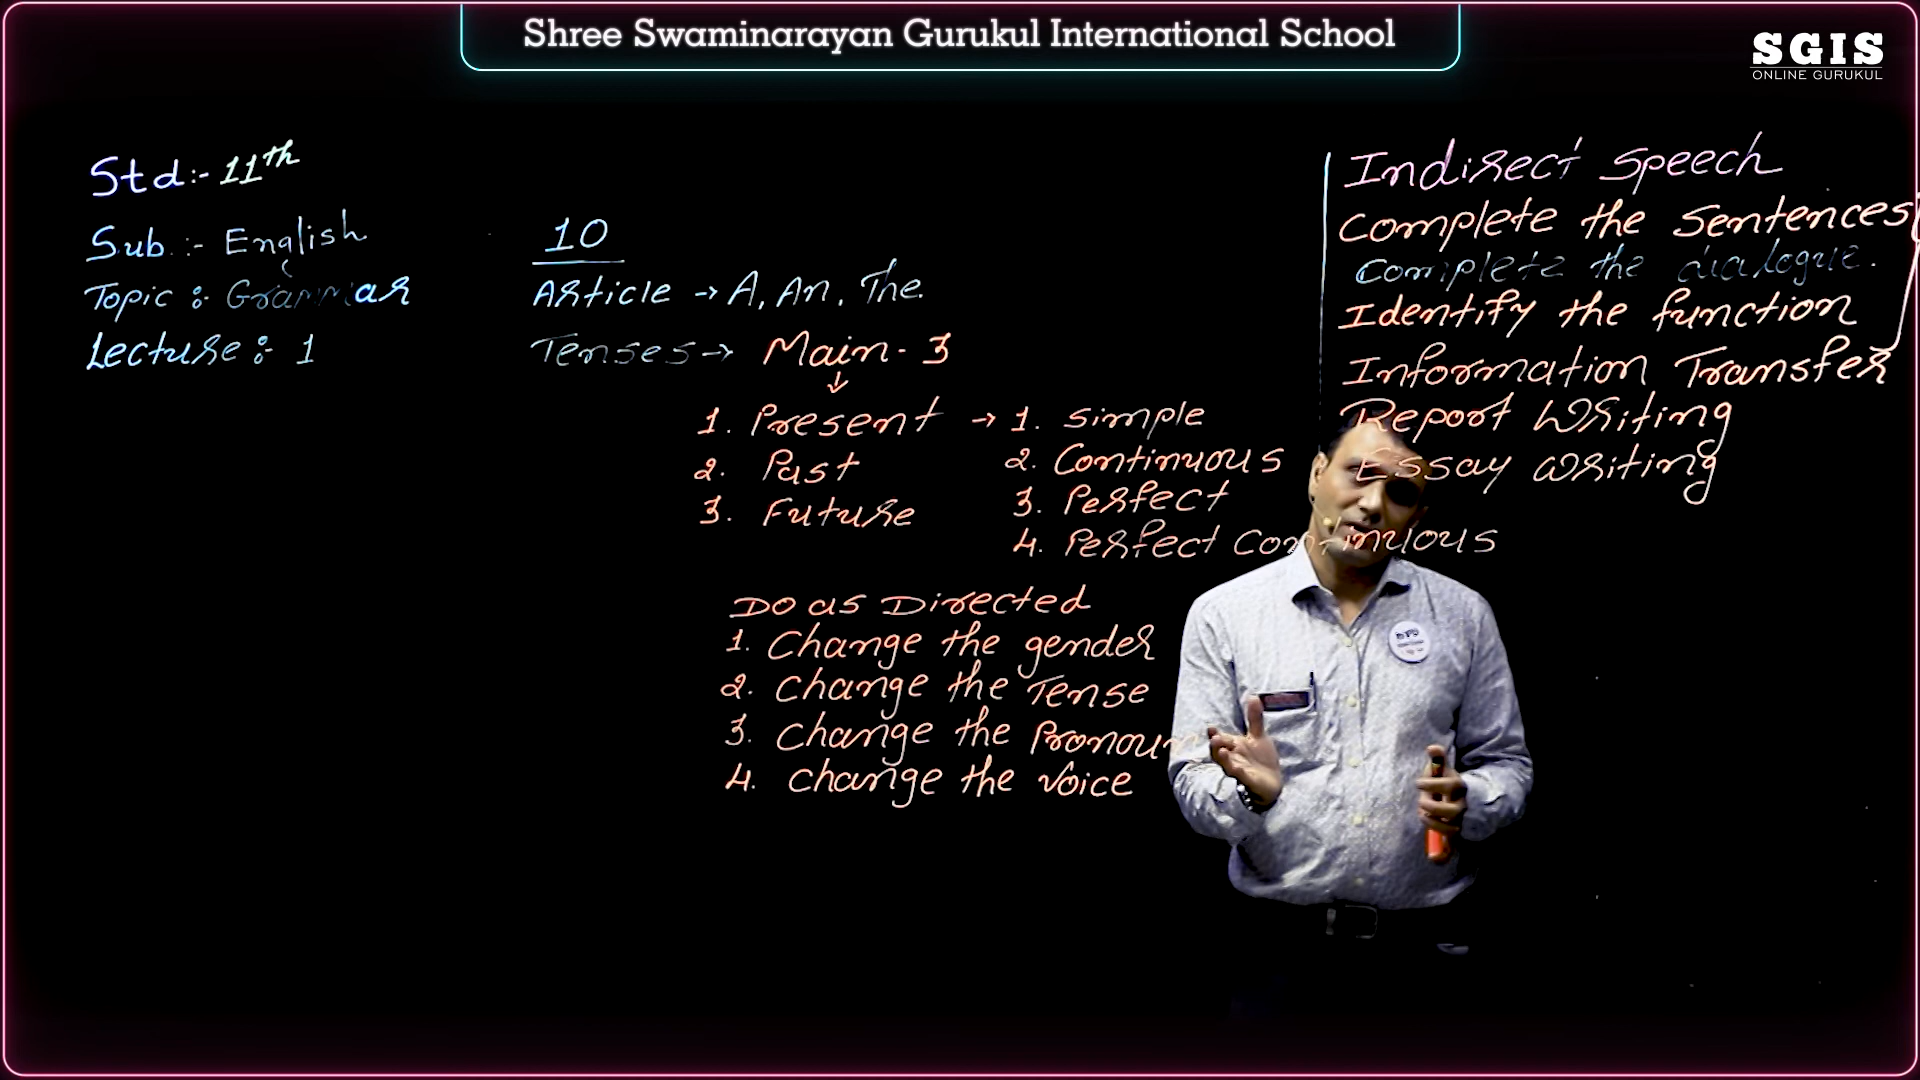 Shree Swaminarayan Gurukul International School
SGIS
ONLINE GURUKUL
Std:- 11th
Sub.:- English
Topic :- Grammar
Lecture :- 1
10
Article → A, An, The.
Tenses → Main - 3
↓
1. Present → 1. Simple
2. Past 2. Continuous
3. Future 3. Perfect
4. Perfect Continuous
Do as Directed
1. Change the gender
2. Change the Tense
3. Change the Pronoun
4. Change the Voice
Indirect Speech
Complete the Sentences
Complete the dialogue.
Identify the function
Information Transfer
Report Writing
Essay Writing